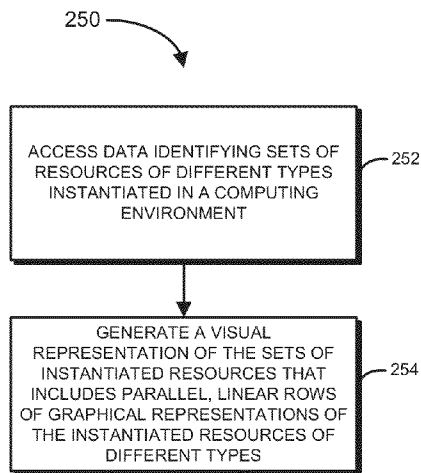 250
ACCESS DATA IDENTIFYING SETS OF
RESOURCES OF DIFFERENT TYPES
INSTANTIATED IN A COMPUTING
ENVIRONMENT
252
GENERATE A VISUAL
REPRESENTATION OF THE SETS OF
INSTANTIATED RESOURCES THAT
INCLUDES PARALLEL, LINEAR ROWS
OF GRAPHICAL REPRESENTATIONS OF
THE INSTANTIATED RESOURCES OF
DIFFERENT TYPES
254